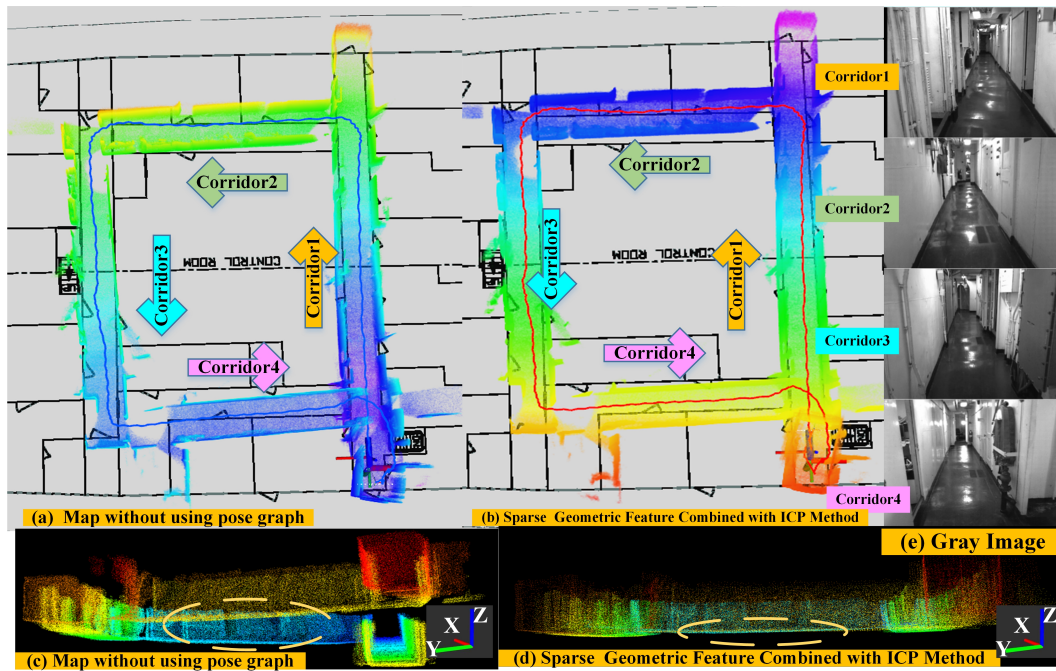 Corridor2
Corridor3
Corridor1
CONTROL ROOM
Corridor4
(a) Map without using pose graph
Corridor2
Corridor3
Corridor1
CONTROL ROOM
Corridor4
(b) Sparse Geometric Feature Combined with ICP Method
Corridor1
Corridor2
Corridor3
Corridor4
(e) Gray Image
X
Y
Z
(c) Map without using pose graph
X
Y
Z
(d) Sparse Geometric Feature Combined with ICP Method